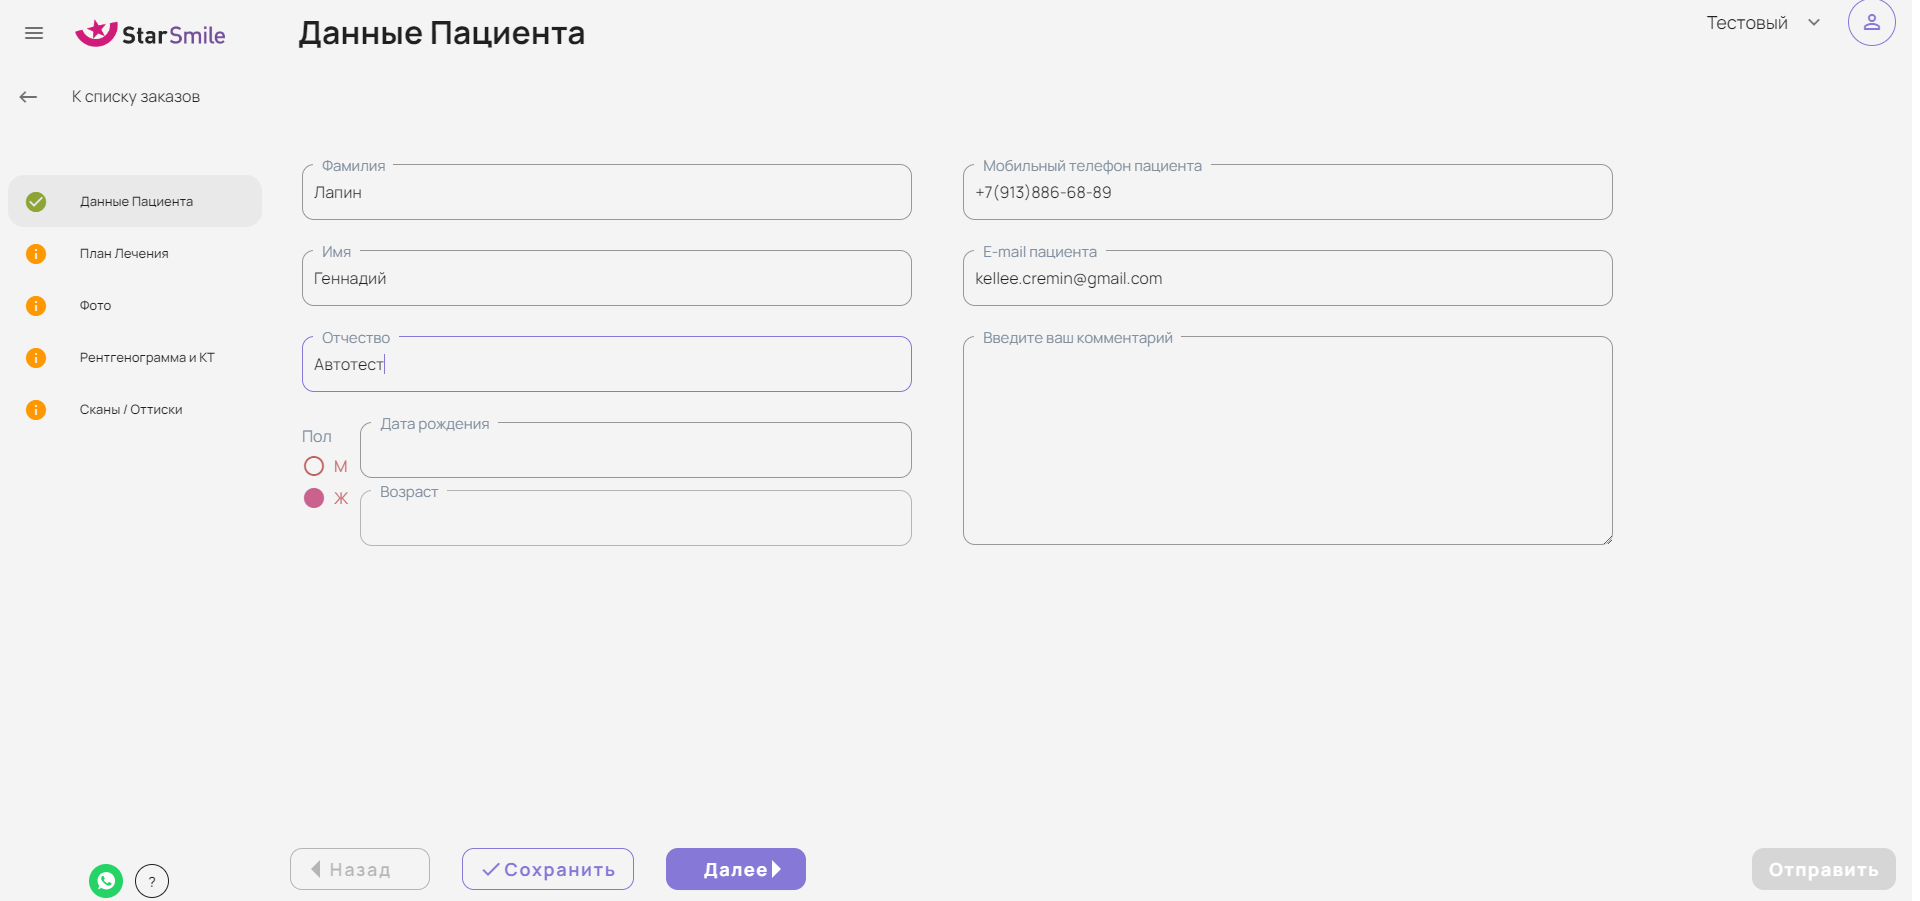 StarSmile
Данные Пациента
Тестовый
К списку заказов
Данные Пациента
План Лечения
Фото
Рентгенограмма и КТ
Сканы / Оттиски
Фамилия
Лапин
Имя
Геннадий
Отчество
Автотест
Пол
М
Ж
Дата рождения
Возраст
Мобильный телефон пациента
+7(913)886-68-89
E-mail пациента
kellee.cremin@gmail.com
Введите ваш комментарий
?
Назад
Сохранить
Далее
Отправить